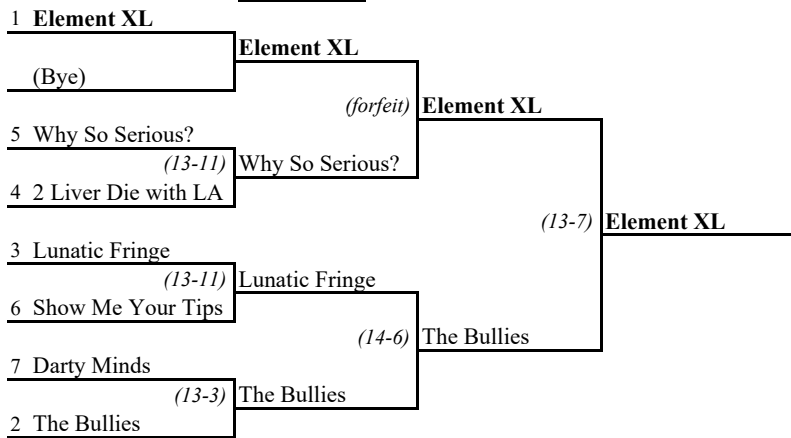 1 Element XL
Element XL
(Bye)
(forfeit) Element XL
5 Why So Serious?
(13-11) Why So Serious?
4 2 Liver Die with LA
(13-7) Element XL
3 Lunatic Fringe
(13-11) Lunatic Fringe
6 Show Me Your Tips
(14-6) The Bullies
7 Darty Minds
(13-3) The Bullies
2 The Bullies